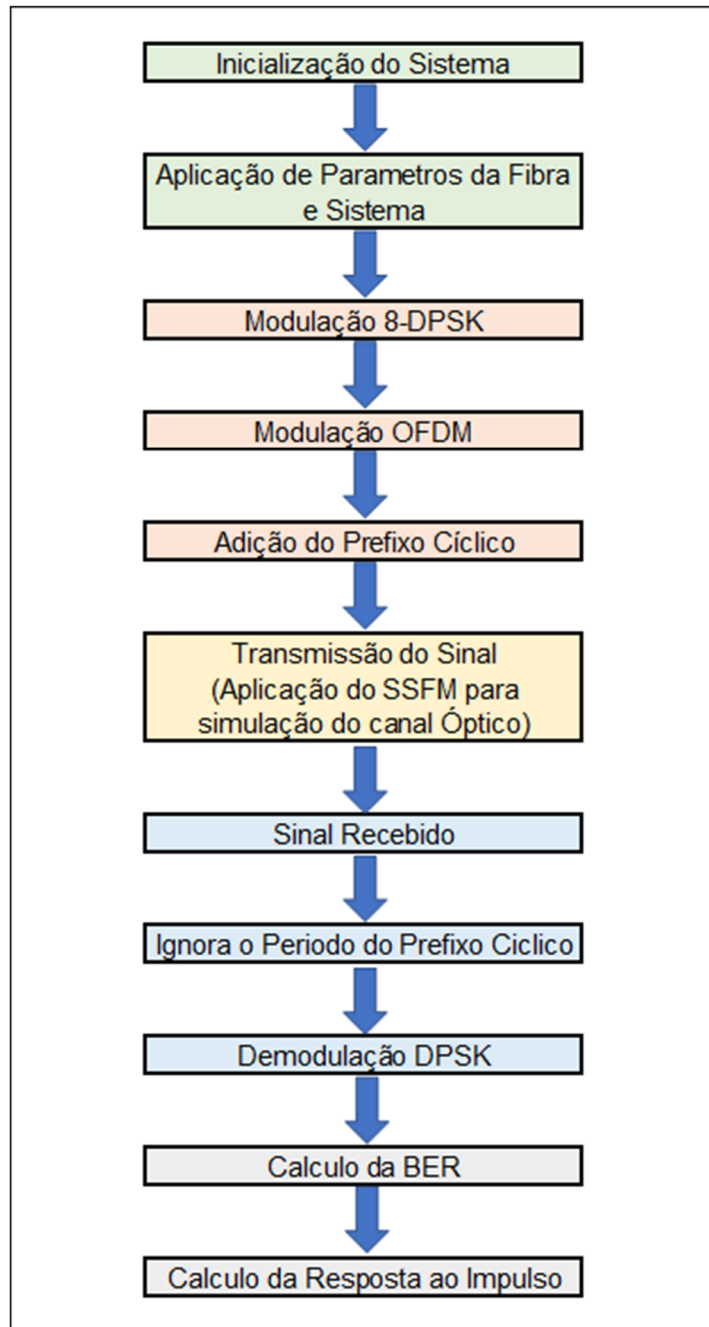 Inicialização do Sistema
Aplicação de Parametros da Fibra
e Sistema
Modulação 8-DPSK
Modulação OFDM
Adição do Prefixo Cíclico
Transmissão do Sinal
(Aplicação do SSFM para
simulação do canal Óptico)
Sinal Recebido
Ignora o Periodo do Prefixo Ciclico
Demodulação DPSK
Calculo da BER
Calculo da Resposta ao Impulso